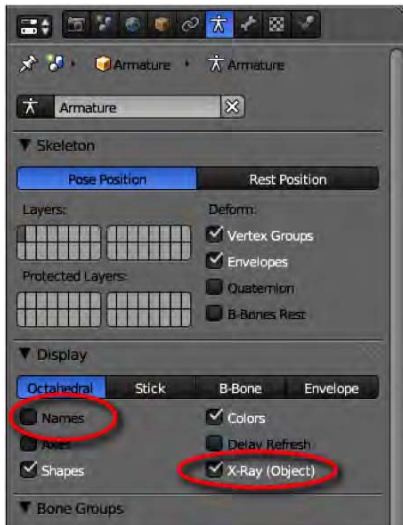 Armature Armature
Armature
Skeleton
Pose Position Rest Position
Layers: Deform:
Vertex Groups
Envelopes
Protected Layers:
Quaternion
B-Bones Rest
Display
Octahedral Stick B-Bone Envelope
Names Colors
Axes Delay Refresh
Shapes X-Ray (Object)
Bone Groups